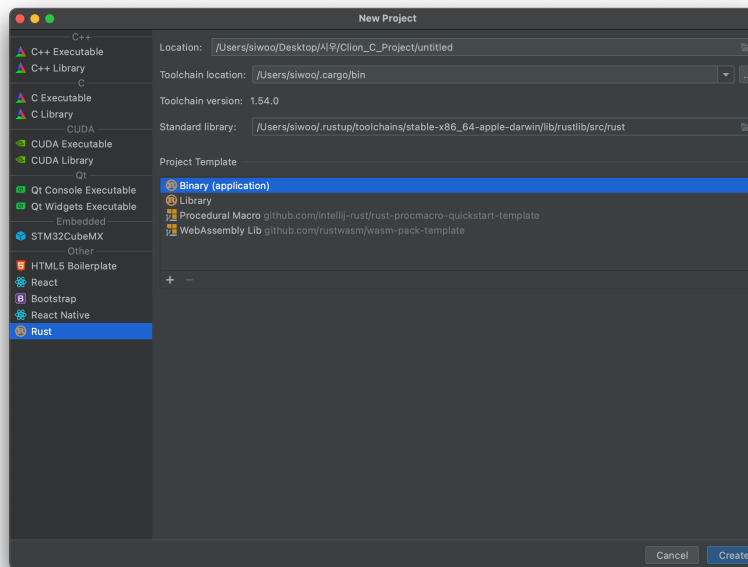 New Project
C++
C++ Executable
C++ Library
C
C Executable
C Library
CUDA
CUDA Executable
CUDA Library
Qt
Qt Console Executable
Qt Widgets Executable
Embedded
STM32CubeMX
Other
HTML5 Boilerplate
React
Bootstrap
React Native
Rust
Location: /Users/siwoo/Desktop/시우/Clion_C_Project/untitled
Toolchain location: /Users/siwoo/.cargo/bin
Toolchain version: 1.54.0
Standard library: /Users/siwoo/.rustup/toolchains/stable-x86_64-apple-darwin/lib/rustlib/src/rust
Project Template
Binary (application)
Library
Procedural Macro github.com/intellij-rust/rust-procmacro-quickstart-template
WebAssembly Lib github.com/rustwasm/wasm-pack-template
Cancel
Create